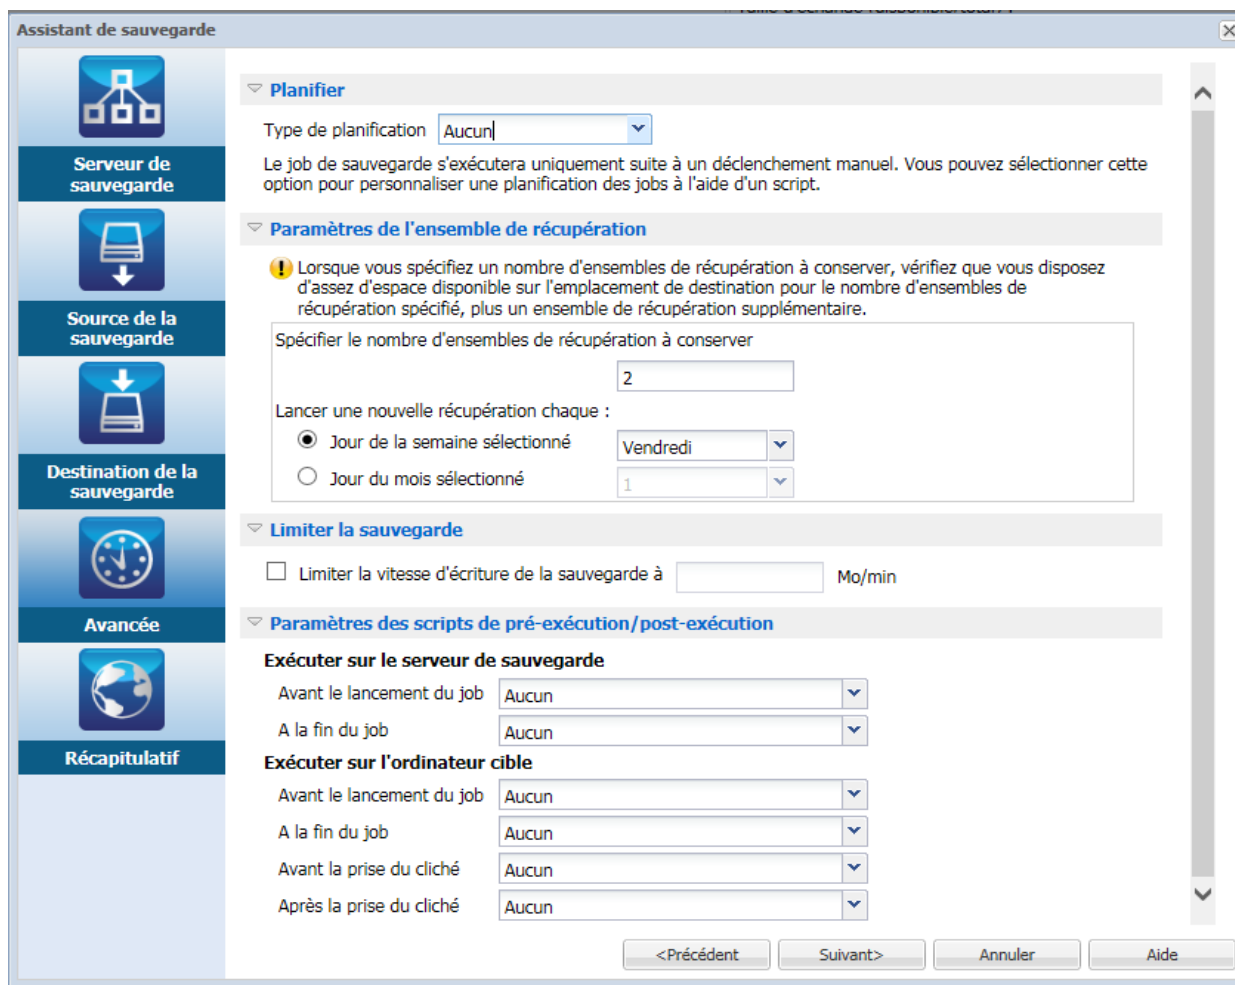 Assistant de sauvegarde
Serveur de
sauvegarde
Source de la
sauvegarde
Destination de la
sauvegarde
Avancée
Récapitulatif
Planifier
Type de planification Aucun
Le job de sauvegarde s'exécutera uniquement suite à un déclenchement manuel. Vous pouvez sélectionner cette
option pour personnaliser une planification des jobs à l'aide d'un script.
Paramètres de l'ensemble de récupération
Lorsque vous spécifiez un nombre d'ensembles de récupération à conserver, vérifiez que vous disposez
d'assez d'espace disponible sur l'emplacement de destination pour le nombre d'ensembles de
récupération spécifié, plus un ensemble de récupération supplémentaire.
Spécifier le nombre d'ensembles de récupération à conserver
2
Lancer une nouvelle récupération chaque :
Jour de la semaine sélectionné Vendredi
Jour du mois sélectionné 1
Limiter la sauvegarde
Limiter la vitesse d'écriture de la sauvegarde à Mo/min
Paramètres des scripts de pré-exécution/post-exécution
Exécuter sur le serveur de sauvegarde
Avant le lancement du job Aucun
A la fin du job Aucun
Exécuter sur l'ordinateur cible
Avant le lancement du job Aucun
A la fin du job Aucun
Avant la prise du cliché Aucun
Après la prise du cliché Aucun
<Précédent Suivant> Annuler Aide